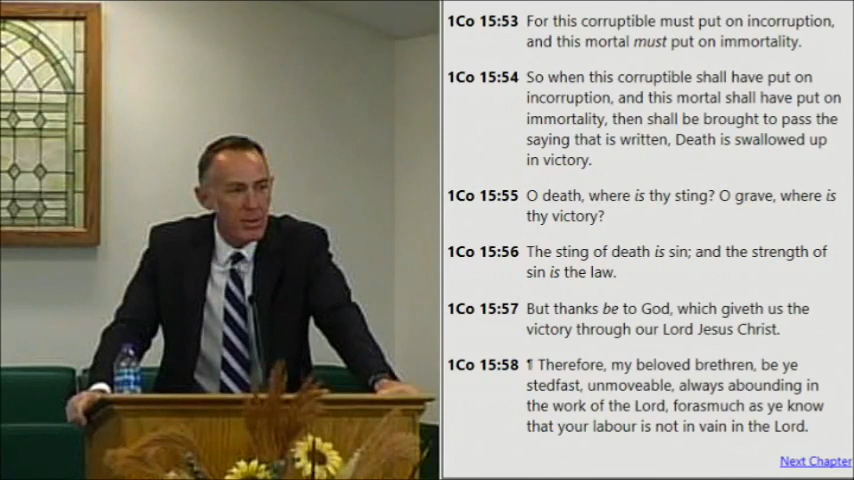 1Co 15:53 For this corruptible must put on incorruption,
and this mortal must put on immortality.
1Co 15:54 So when this corruptible shall have put on
incorruption, and this mortal shall have put on
immortality, then shall be brought to pass the
saying that is written, Death is swallowed up
in victory.
1Co 15:55 O death, where is thy sting? O grave, where is
thy victory?
1Co 15:56 The sting of death is sin; and the strength of
sin is the law.
1Co 15:57 But thanks be to God, which giveth us the
victory through our Lord Jesus Christ.
1Co 15:58 ¶ Therefore, my beloved brethren, be ye
stedfast, unmoveable, always abounding in
the work of the Lord, forasmuch as ye know
that your labour is not in vain in the Lord.
Next Chapter